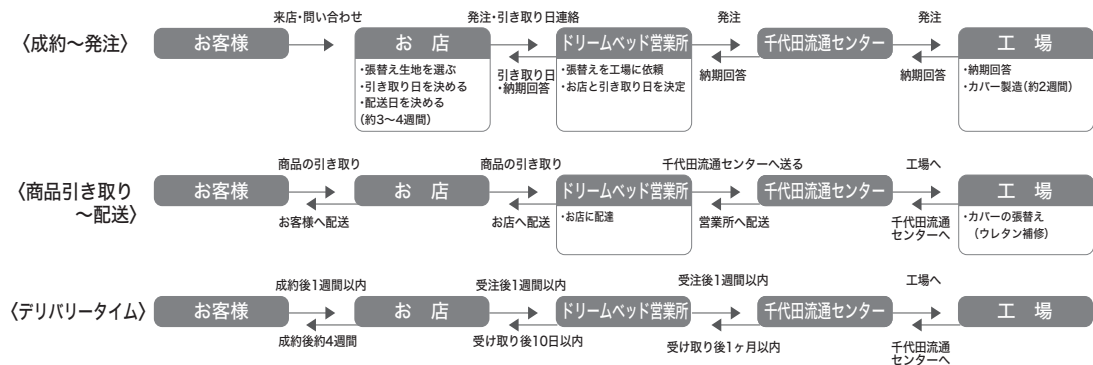 来店・問い合わせ
発注・引き取り日連絡
発注
発注
〈成約～発注〉
お客様
お　店
ドリームベッド営業所
千代田流通センター
工　場
引き取り日
・納期回答
納期回答
納期回答
・張替え生地を選ぶ
・引き取り日を決める
・配送日を決める
(約3～4週間)
・張替えを工場に依頼
・お店と引き取り日を決定
・納期回答
・カバー製造(約2週間)
商品の引き取り
商品の引き取り
千代田流通センターへ送る
工場へ
〈商品引き取り
～配送〉
お客様
お　店
ドリームベッド営業所
千代田流通センター
工　場
お客様へ配送
お店へ配送
・お店に配達
営業所へ配送
千代田流通
センターへ
・カバーの張替え
(ウレタン補修)
成約後1週間以内
受注後1週間以内
受注後1週間以内
工場へ
〈デリバリータイム〉
お客様
お　店
ドリームベッド営業所
千代田流通センター
工　場
成約後約4週間
受け取り後10日以内
受け取り後1ヶ月以内
千代田流通
センターへ